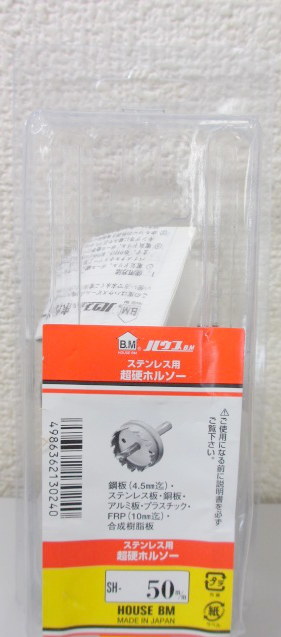 B.M
HOUSE BM
ハウスB.M
ステンレス用
超硬ホルソー
⚠ご使用になる前に説明書を必ず
ご覧下さい。
4986362130240
鋼板(4.5㎜迄)・
ステンレス板・銅板・
アルミ板・プラスチック・
FRP(10㎜迄)・
合成樹脂板
ステンレス用
超硬ホルソー
SH- 50m/m
プラ
紙
HOUSE BM
MADE IN JAPAN